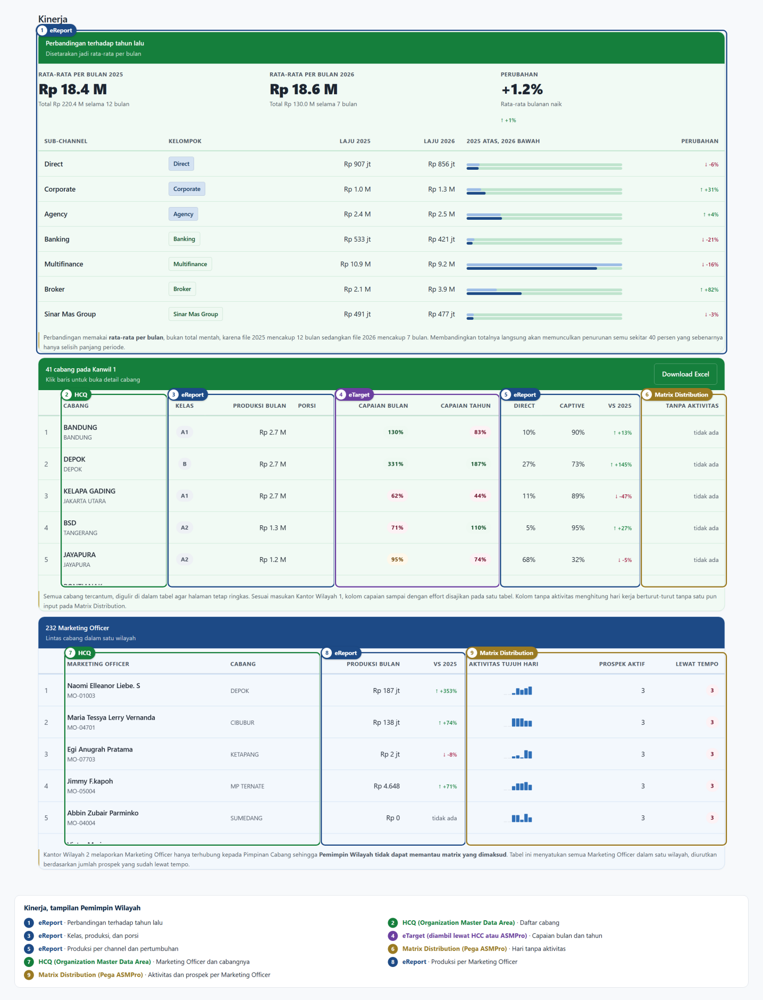 Kinerja
1 eReport
Perbandingan terhadap tahun lalu
Disetarakan jadi rata-rata per bulan
RATA-RATA PER BULAN 2025 RATA-RATA PER BULAN 2026 PERUBAHAN
Rp 18.4 M Rp 18.6 M +1.2%
Total Rp 220.4 M selama 12 bulan Total Rp 130.0 M selama 7 bulan Rata-rata bulanan naik
↑ +1%
SUB-CHANNEL KELOMPOK LAJU 2025 LAJU 2026 2025 ATAS, 2026 BAWAH PERUBAHAN
Direct Direct Rp 907 jt Rp 856 jt ↓ -6%
Corporate Corporate Rp 1.0 M Rp 1.3 M ↑ +31%
Agency Agency Rp 2.4 M Rp 2.5 M ↑ +4%
Banking Banking Rp 533 jt Rp 421 jt ↓ -21%
Multifinance Multifinance Rp 10.9 M Rp 9.2 M ↓ -16%
Broker Broker Rp 2.1 M Rp 3.9 M ↑ +82%
Sinar Mas Group Sinar Mas Group Rp 491 jt Rp 477 jt ↓ -3%
Perbandingan memakai rata-rata per bulan, bukan total mentah, karena file 2025 mencakup 12 bulan sedangkan file 2026 mencakup 7 bulan. Membandingkan totalnya langsung akan memunculkan penurunan semu sekitar 40 persen yang sebenarnya
hanya selisih panjang periode.
41 cabang pada Kanwil 1
Klik baris untuk buka detail cabang
Download Excel
2 HCQ 3 eReport 4 eTarget 5 eReport 6 Matrix Distribution
CABANG KELAS PRODUKSI BULAN PORSI CAPAIAN BULAN CAPAIAN TAHUN DIRECT CAPTIVE VS 2025 TANPA AKTIVITAS
1 BANDUNG A1 Rp 2.7 M 130% 83% 10% 90% ↑ +13% tidak ada
BANDUNG
2 DEPOK B Rp 2.7 M 331% 187% 27% 73% ↑ +145% tidak ada
DEPOK
3 KELAPA GADING A1 Rp 2.7 M 62% 44% 11% 89% ↓ -47% tidak ada
JAKARTA UTARA
4 BSD A2 Rp 1.3 M 71% 110% 5% 95% ↑ +27% tidak ada
TANGERANG
5 JAYAPURA A2 Rp 1.2 M 95% 74% 68% 32% ↓ -5% tidak ada
JAYAPURA
Semua cabang tercantum, digulir di dalam tabel agar halaman tetap ringkas. Sesuai masukan Kantor Wilayah 1, kolom capaian sampai dengan effort disajikan pada satu tabel. Kolom tanpa aktivitas menghitung hari kerja berturut-turut tanpa satu pun
input pada Matrix Distribution.
232 Marketing Officer
Lintas cabang dalam satu wilayah
7 HCQ 8 eReport 9 Matrix Distribution
MARKETING OFFICER CABANG PRODUKSI BULAN VS 2025 AKTIVITAS TUJUH HARI PROSPEK AKTIF LEWAT TEMPO
1 Naomi Elleanor Liebe. S DEPOK Rp 187 jt ↑ +353% 3 3
MO-01003
2 Maria Tessya Lerry Vernanda CIBUBUR Rp 138 jt ↑ +74% 3 3
MO-04701
3 Egi Anugrah Pratama KETAPANG Rp 2 jt ↓ -8% 3 3
MO-07703
4 Jimmy F.kapoh MP TERNATE Rp 4.648 ↑ +71% 3 3
MO-05004
5 Abbin Zubair Parminko SUMEDANG Rp 0 tidak ada 3 3
MO-04004
Kantor Wilayah 2 melaporkan Marketing Officer hanya terhubung kepada Pimpinan Cabang sehingga Pemimpin Wilayah tidak dapat memantau matrix yang dimaksud. Tabel ini menyatukan semua Marketing Officer dalam satu wilayah, diurutkan
berdasarkan jumlah prospek yang sudah lewat tempo.
Kinerja, tampilan Pemimpin Wilayah
1 eReport · Perbandingan terhadap tahun lalu
2 HCQ (Organization Master Data Area) · Daftar cabang
3 eReport · Kelas, produksi, dan porsi
4 eTarget (diambil lewat HCC atau ASMPro) · Capaian bulan dan tahun
5 eReport · Produksi per channel dan pertumbuhan
6 Matrix Distribution (Pega ASMPro) · Hari tanpa aktivitas
7 HCQ (Organization Master Data Area) · Marketing Officer dan cabangnya
8 eReport · Produksi per Marketing Officer
9 Matrix Distribution (Pega ASMPro) · Aktivitas dan prospek per Marketing Officer